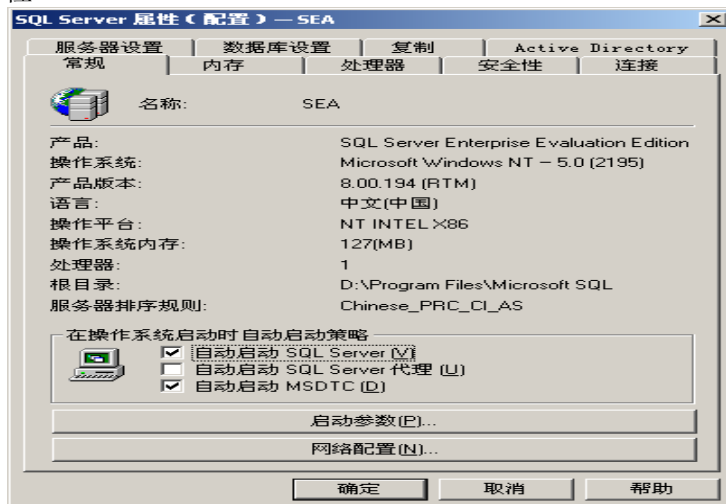 SQL Server 属性（配置）— SEA
服务器设置 数据库设置 复制 Active Directory
常规 内存 处理器 安全性 连接
名称: SEA
产品: SQL Server Enterprise Evaluation Edition
操作系统: Microsoft Windows NT － 5.0 (2195)
产品版本: 8.00.194 (RTM)
语言: 中文(中国)
操作平台: NT INTEL X86
操作系统内存: 127(MB)
处理器: 1
根目录: D:\Program Files\Microsoft SQL
服务器排序规则: Chinese_PRC_CI_AS
在操作系统启动时自动启动策略
自动启动 SQL Server (V)
自动启动 SQL Server 代理 (U)
自动启动 MSDTC (D)
启动参数(P)...
网络配置(N)...
确定 取消 帮助